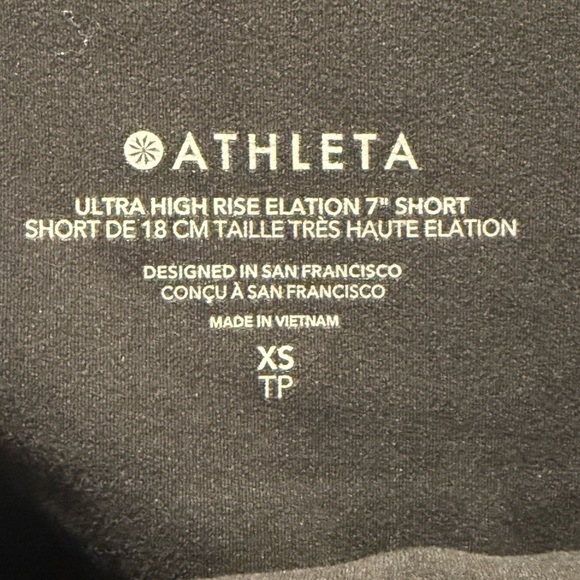 ATHLETA
ULTRA HIGH RISE ELATION 7" SHORT
SHORT DE 18 CM TAILLE TRÈS HAUTE ELATION
DESIGNED IN SAN FRANCISCO
CONÇU À SAN FRANCISCO
MADE IN VIETNAM
XS
TP